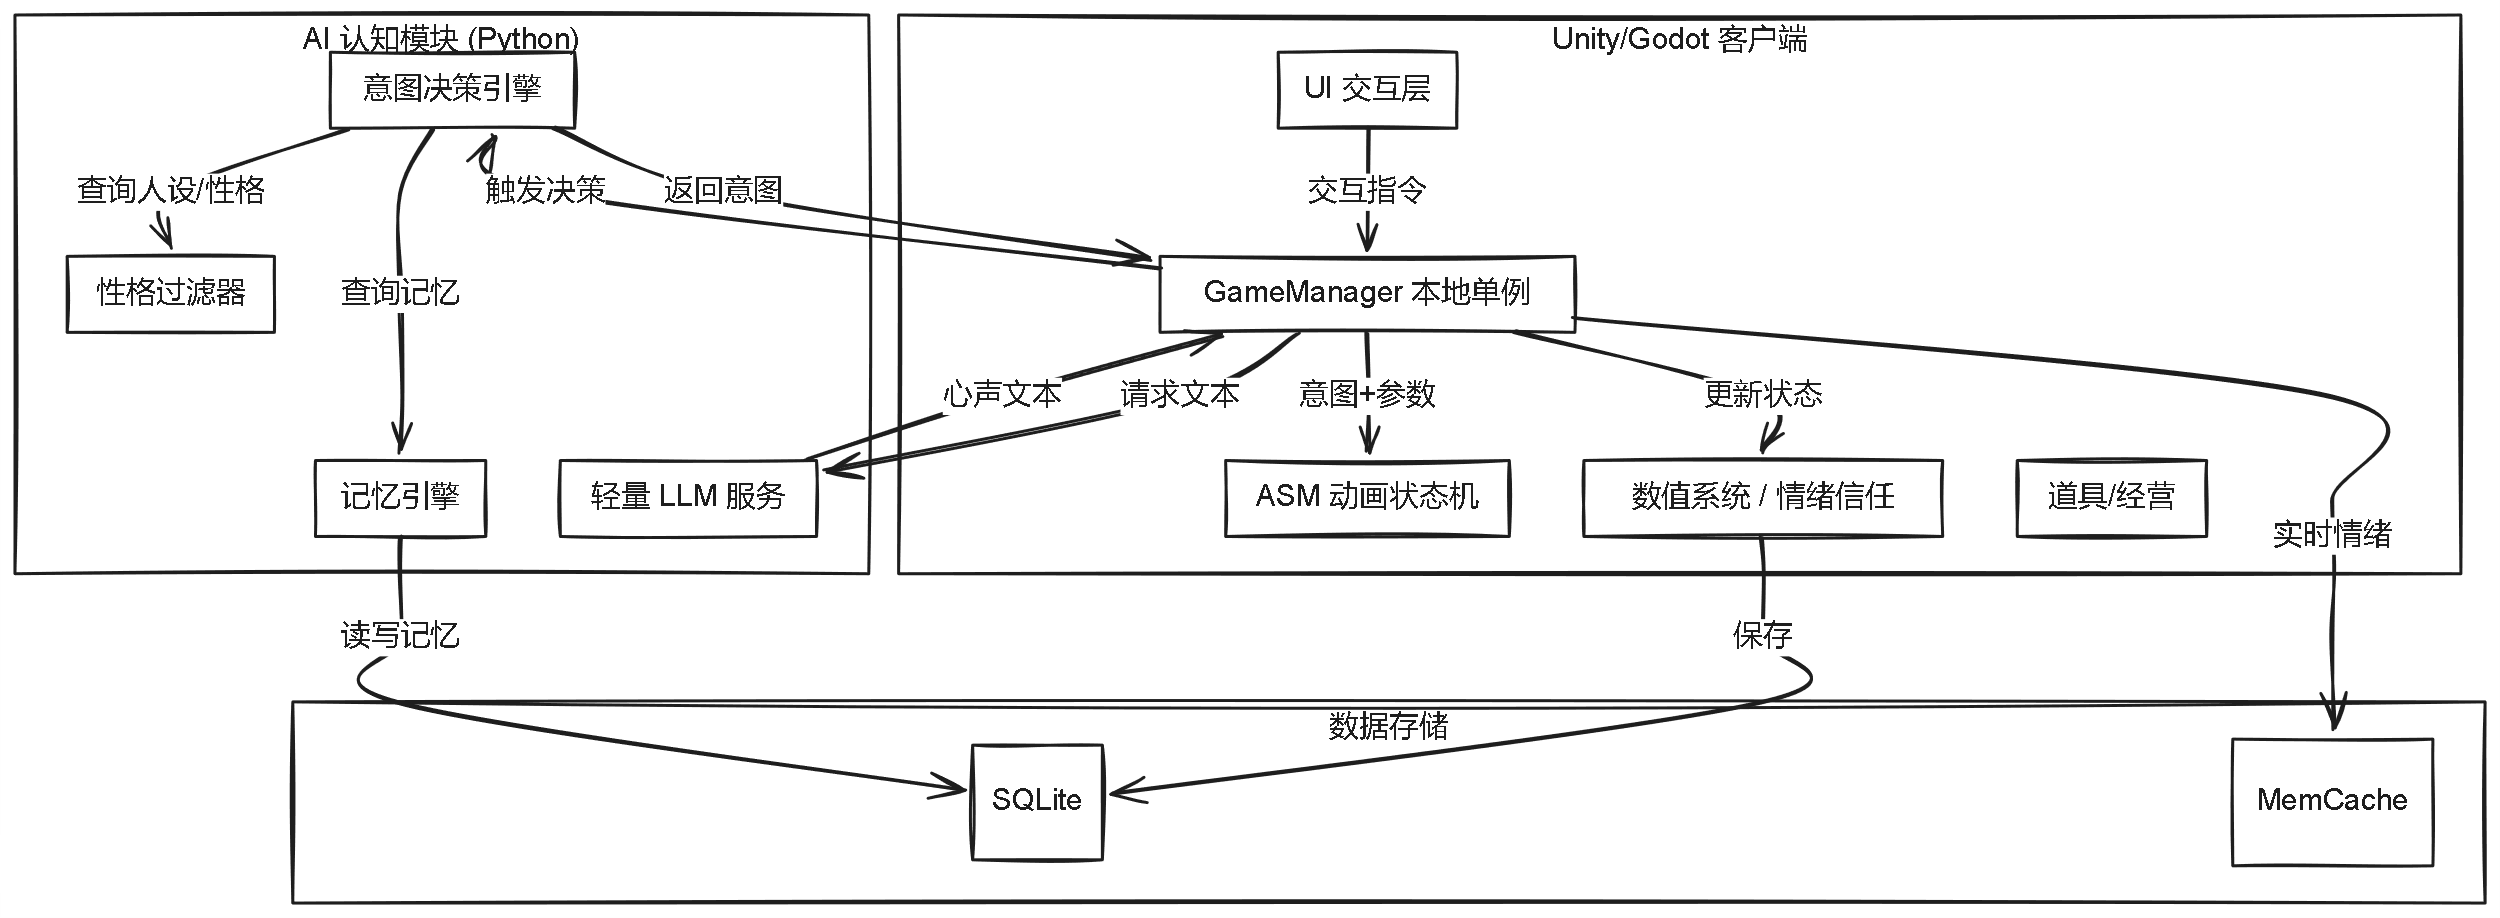 AI 认知模块 (Python)
Unity/Godot 客户端
意图决策引擎
UI 交互层
查询人设/性格
触发决策
返回意图
交互指令
性格过滤器
查询记忆
GameManager 本地单例
心声文本
请求文本
意图+参数
更新状态
记忆引擎
轻量 LLM 服务
ASM 动画状态机
数值系统 / 情绪信任
道具/经营
实时情绪
读写记忆
保存
数据存储
SQLite
MemCache